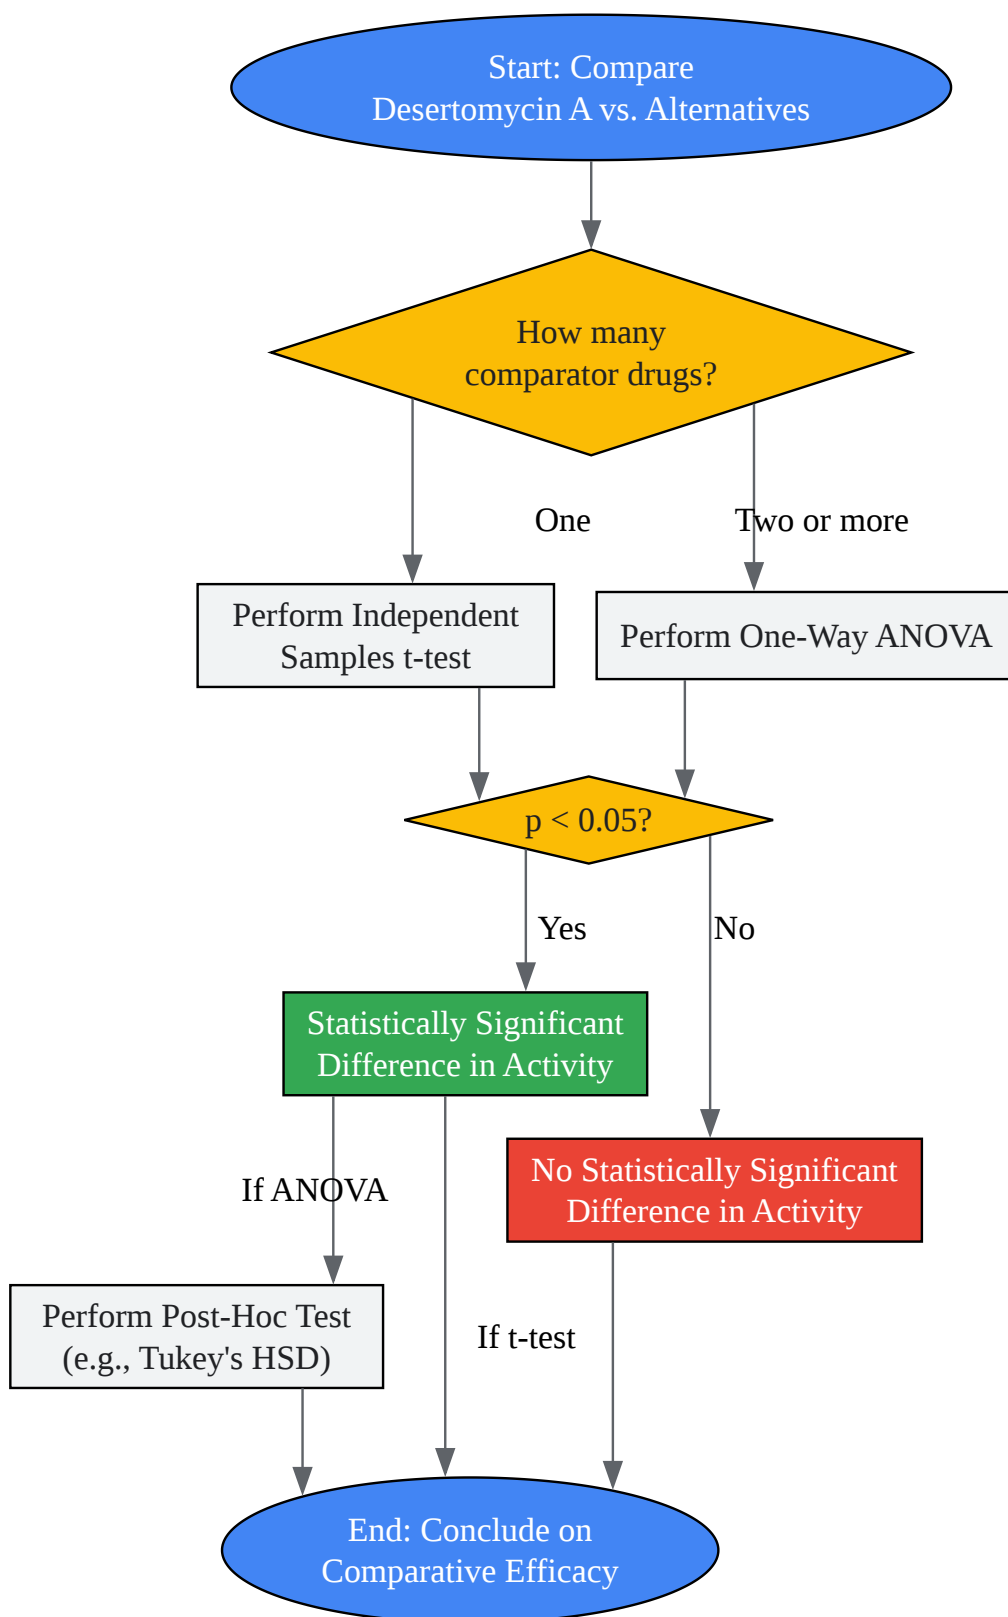 Start: Compare
Desertomycin A vs. Alternatives
How many
comparator drugs?
One
Two or more
Perform Independent
Samples t-test
Perform One-Way ANOVA
p < 0.05?
Yes
No
Statistically Significant
Difference in Activity
No Statistically Significant
Difference in Activity
If ANOVA
Perform Post-Hoc Test
(e.g., Tukey's HSD)
If t-test
End: Conclude on
Comparative Efficacy